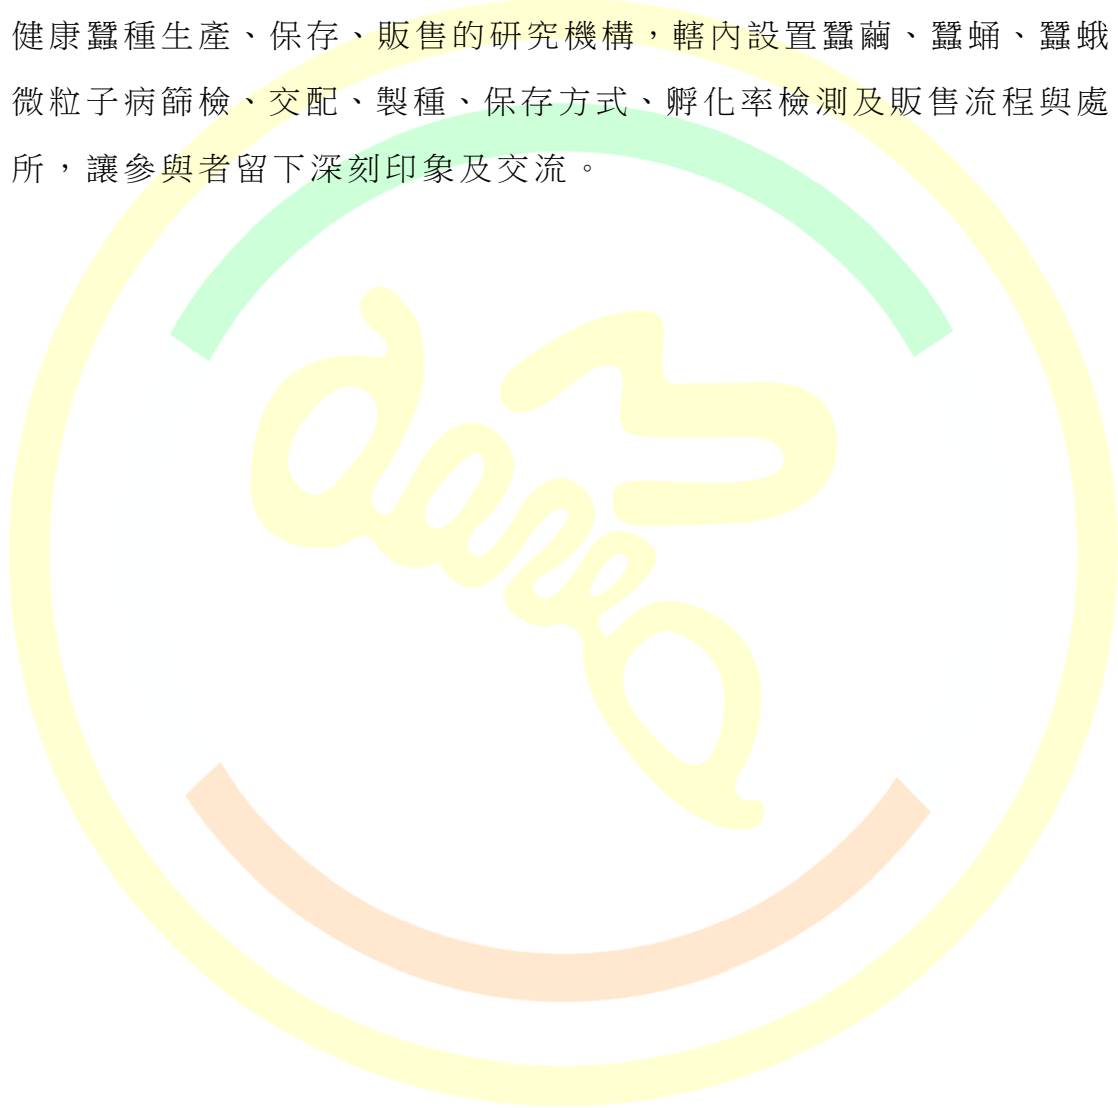 健康蠶種生產、保存、販售的研究機構，轄內設置蠶繭、蠶蛹、蠶蛾
微粒子病篩檢、交配、製種、保存方式、孵化率檢測及販售流程與處
所，讓參與者留下深刻印象及交流。